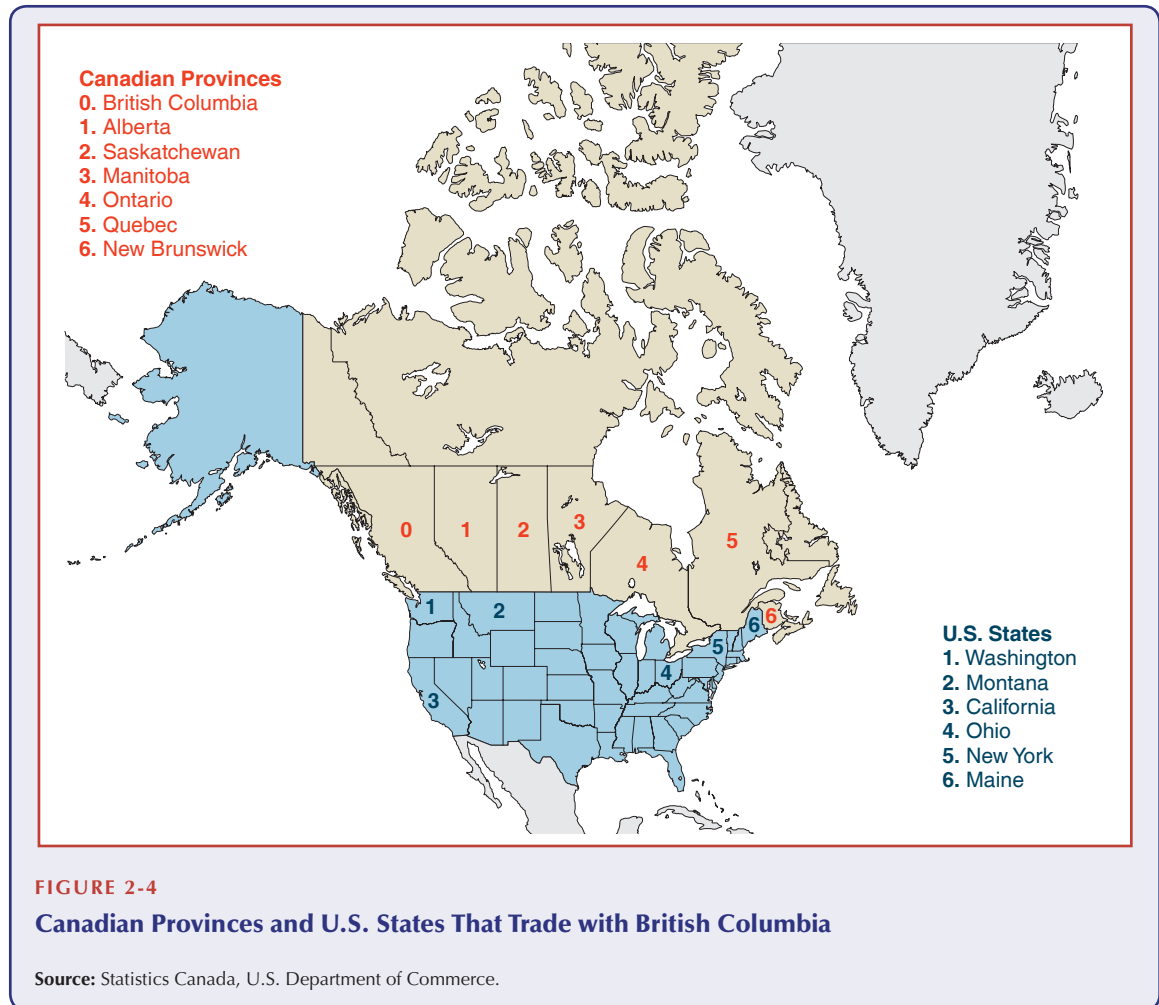 Canadian Provinces
0. British Columbia
1. Alberta
2. Saskatchewan
3. Manitoba
4. Ontario
5. Quebec
6. New Brunswick
0
1
2
3
4
5
6
1
2
3
4
5
6
U.S. States
1. Washington
2. Montana
3. California
4. Ohio
5. New York
6. Maine
FIGURE 2-4
Canadian Provinces and U.S. States That Trade with British Columbia
Source: Statistics Canada, U.S. Department of Commerce.